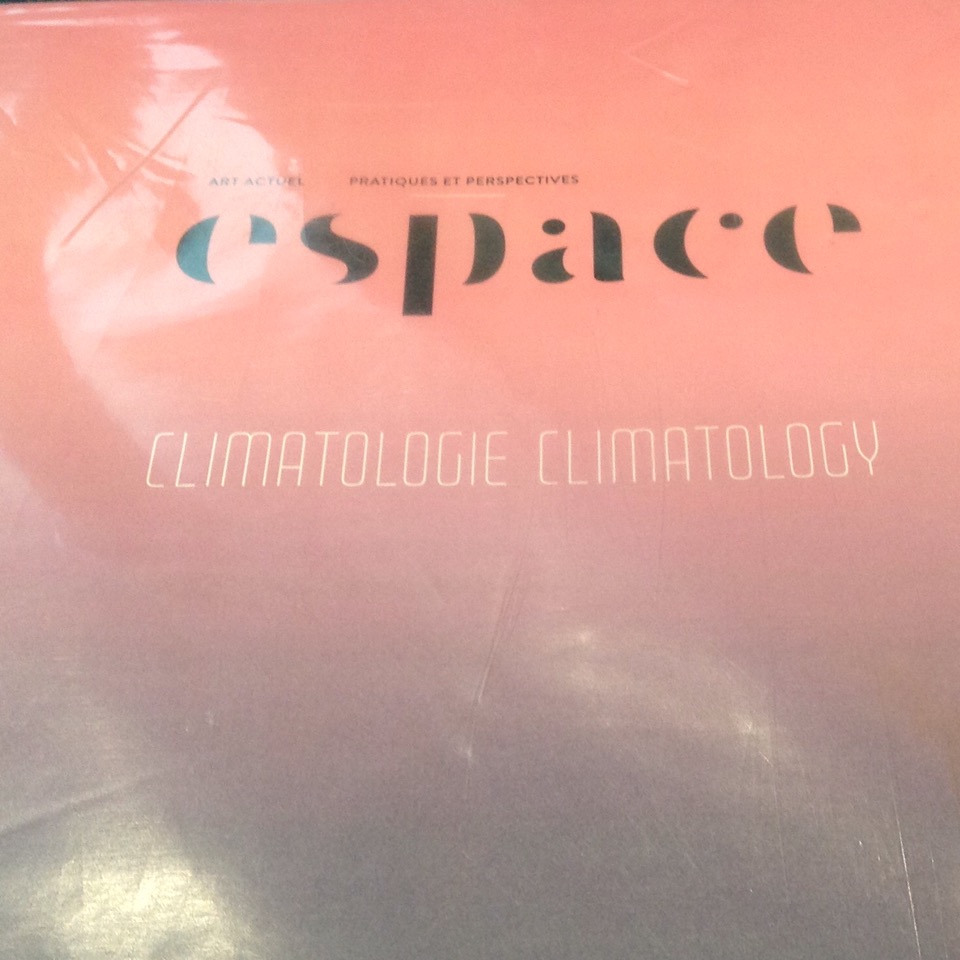 ART ACTUEL PRATIQUES ET PERSPECTIVES
espace
CLIMATOLOGIE CLIMATOLOGY